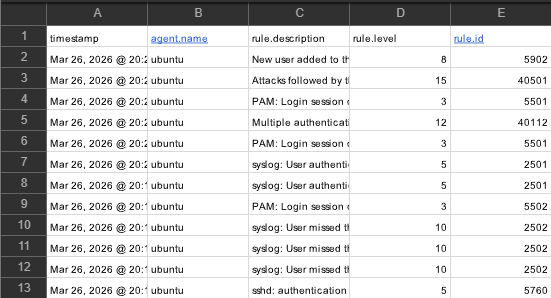 A B C D E
1 timestamp agent.name rule.description rule.level rule.id
2 Mar 26, 2026 @ 20:2 ubuntu New user added to th 8 5902
3 Mar 26, 2026 @ 20:2 ubuntu Attacks followed by t 15 40501
4 Mar 26, 2026 @ 20:2 ubuntu PAM: Login session o 3 5501
5 Mar 26, 2026 @ 20:2 ubuntu Multiple authenticati 12 40112
6 Mar 26, 2026 @ 20:2 ubuntu PAM: Login session o 3 5501
7 Mar 26, 2026 @ 20:2 ubuntu syslog: User authenti 5 2501
8 Mar 26, 2026 @ 20:1 ubuntu syslog: User authenti 5 2501
9 Mar 26, 2026 @ 20:1 ubuntu PAM: Login session 3 5502
10 Mar 26, 2026 @ 20:1 ubuntu syslog: User missed th 10 2502
11 Mar 26, 2026 @ 20:1 ubuntu syslog: User missed th 10 2502
12 Mar 26, 2026 @ 20:1 ubuntu syslog: User missed th 10 2502
13 Mar 26, 2026 @ 20:1 ubuntu sshd: authentication 5 5760